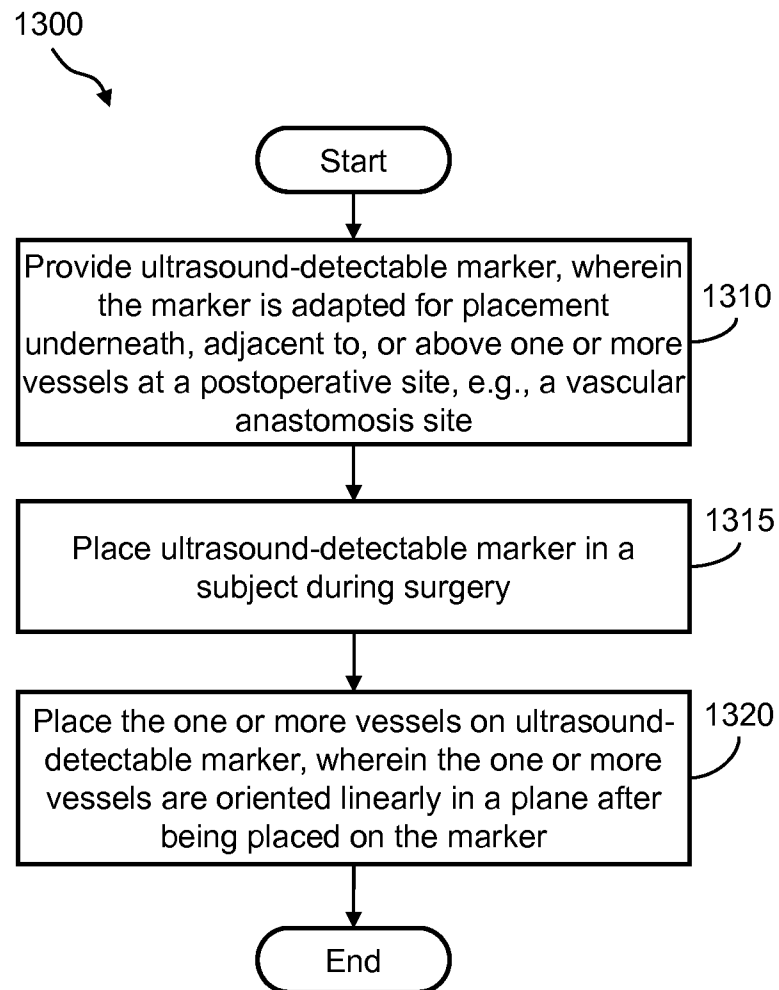 1300
Start
Provide ultrasound-detectable marker, wherein
the marker is adapted for placement
underneath, adjacent to, or above one or more
vessels at a postoperative site, e.g., a vascular
anastomosis site
1310
Place ultrasound-detectable marker in a
subject during surgery
1315
Place the one or more vessels on ultrasound-
detectable marker, wherein the one or more
vessels are oriented linearly in a plane after
being placed on the marker
1320
End